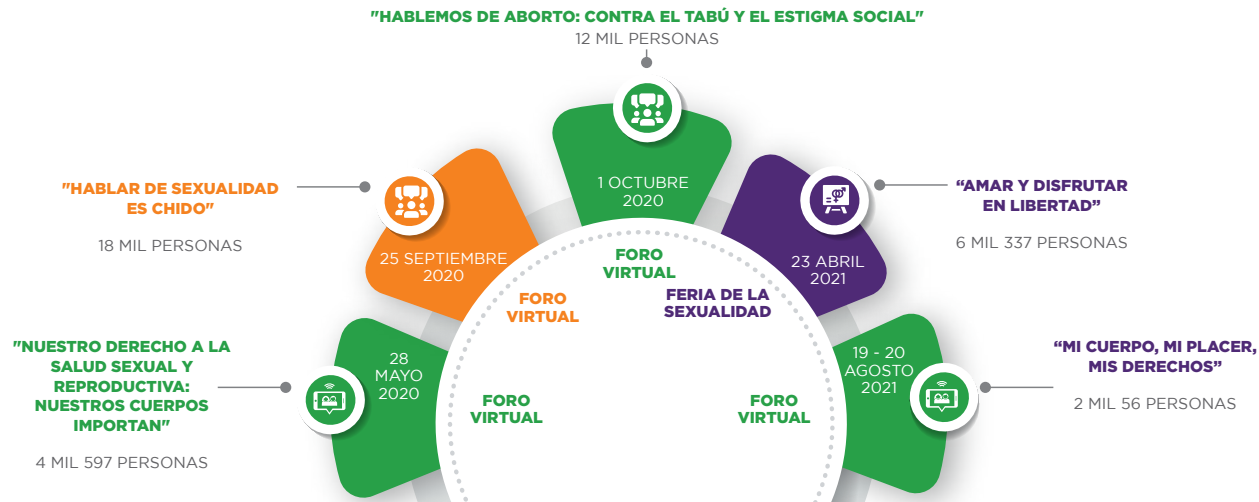 "HABLEMOS DE ABORTO: CONTRA EL TABÚ Y EL ESTIGMA SOCIAL"
12 MIL PERSONAS
1 OCTUBRE
2020
FORO
VIRTUAL
"HABLAR DE SEXUALIDAD
ES CHIDO"
18 MIL PERSONAS
25 SEPTIEMBRE
2020
FORO
VIRTUAL
“AMAR Y DISFRUTAR
EN LIBERTAD”
6 MIL 337 PERSONAS
23 ABRIL
2021
FERIA DE LA
SEXUALIDAD
"NUESTRO DERECHO A LA
SALUD SEXUAL Y
REPRODUCTIVA:
NUESTROS CUERPOS
IMPORTAN"
4 MIL 597 PERSONAS
28
MAYO
2020
FORO
VIRTUAL
“MI CUERPO, MI PLACER,
MIS DERECHOS”
2 MIL 56 PERSONAS
19 - 20
AGOSTO
2021
FORO
VIRTUAL